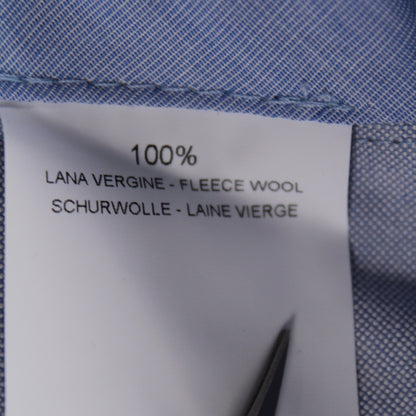 100%
LANA VERGINE - FLEECE WOOL
SCHURWOLLE - LAINE VIERGE